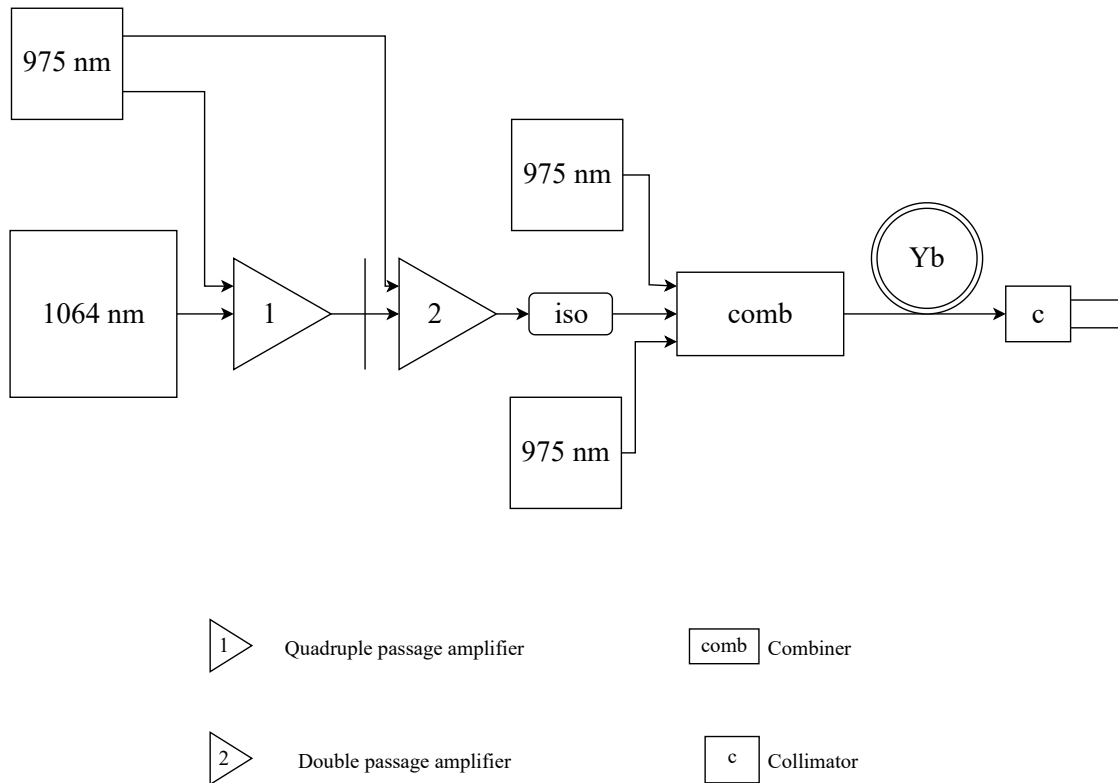 975 nm
975 nm
1064 nm
1
2
iso
comb
Yb
c
975 nm
1 Quadruple passage amplifier
comb Combiner
2 Double passage amplifier
c Collimator